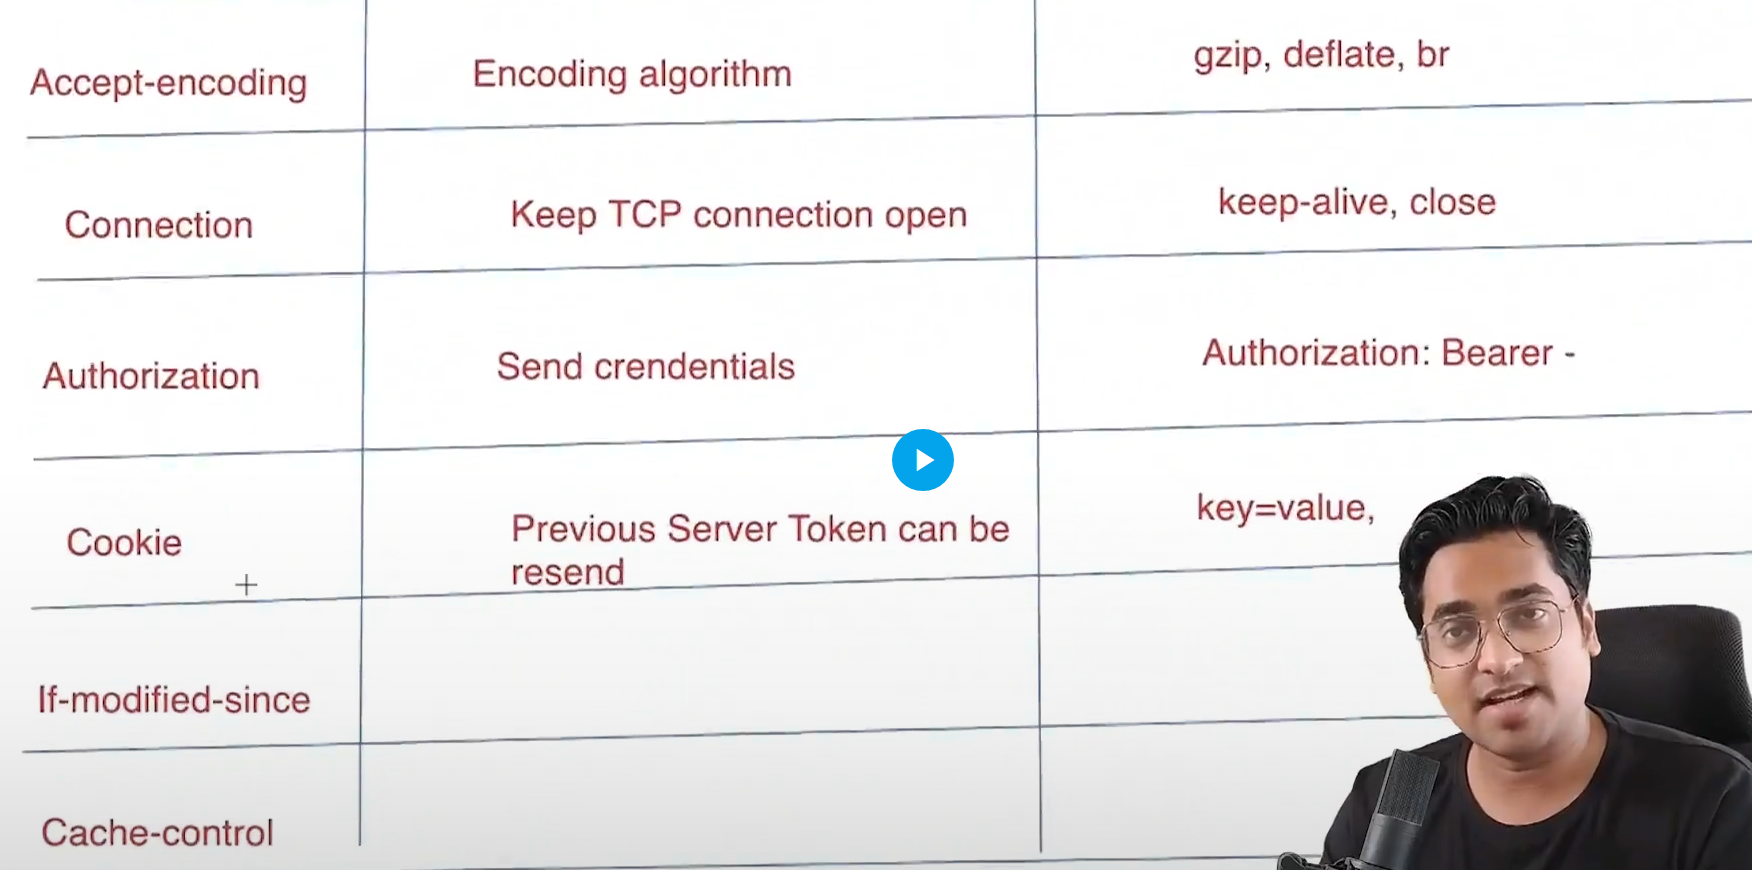 Accept-encoding
Encoding algorithm
gzip, deflate, br
Connection
Keep TCP connection open
keep-alive, close
Authorization
Send crendentials
Authorization: Bearer -
Cookie
Previous Server Token can be
resend
key=value,
If-modified-since
Cache-control